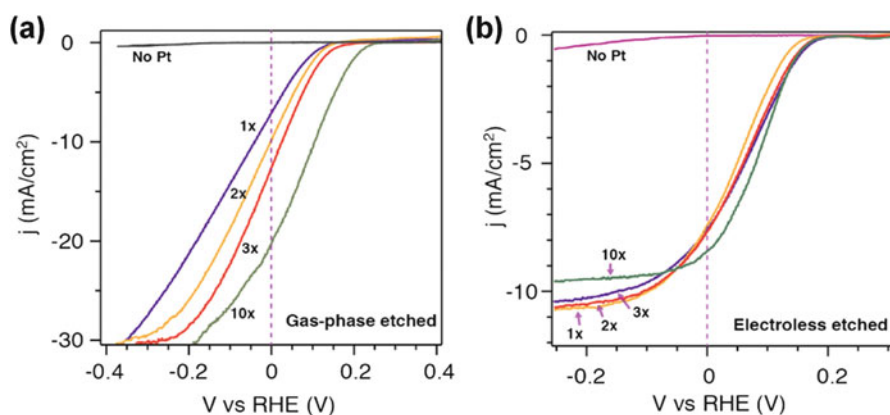 (a)
0
-10
-20
-30
j (mA/cm²)
No Pt
1x
2x
3x
10x
Gas-phase etched
-0.4
-0.2
0
0.2
0.4
V vs RHE (V)
(b)
0
-5
-10
j (mA/cm²)
No Pt
10x
1x
2x
3x
Electroless etched
-0.2
0
0.2
V vs RHE (V)